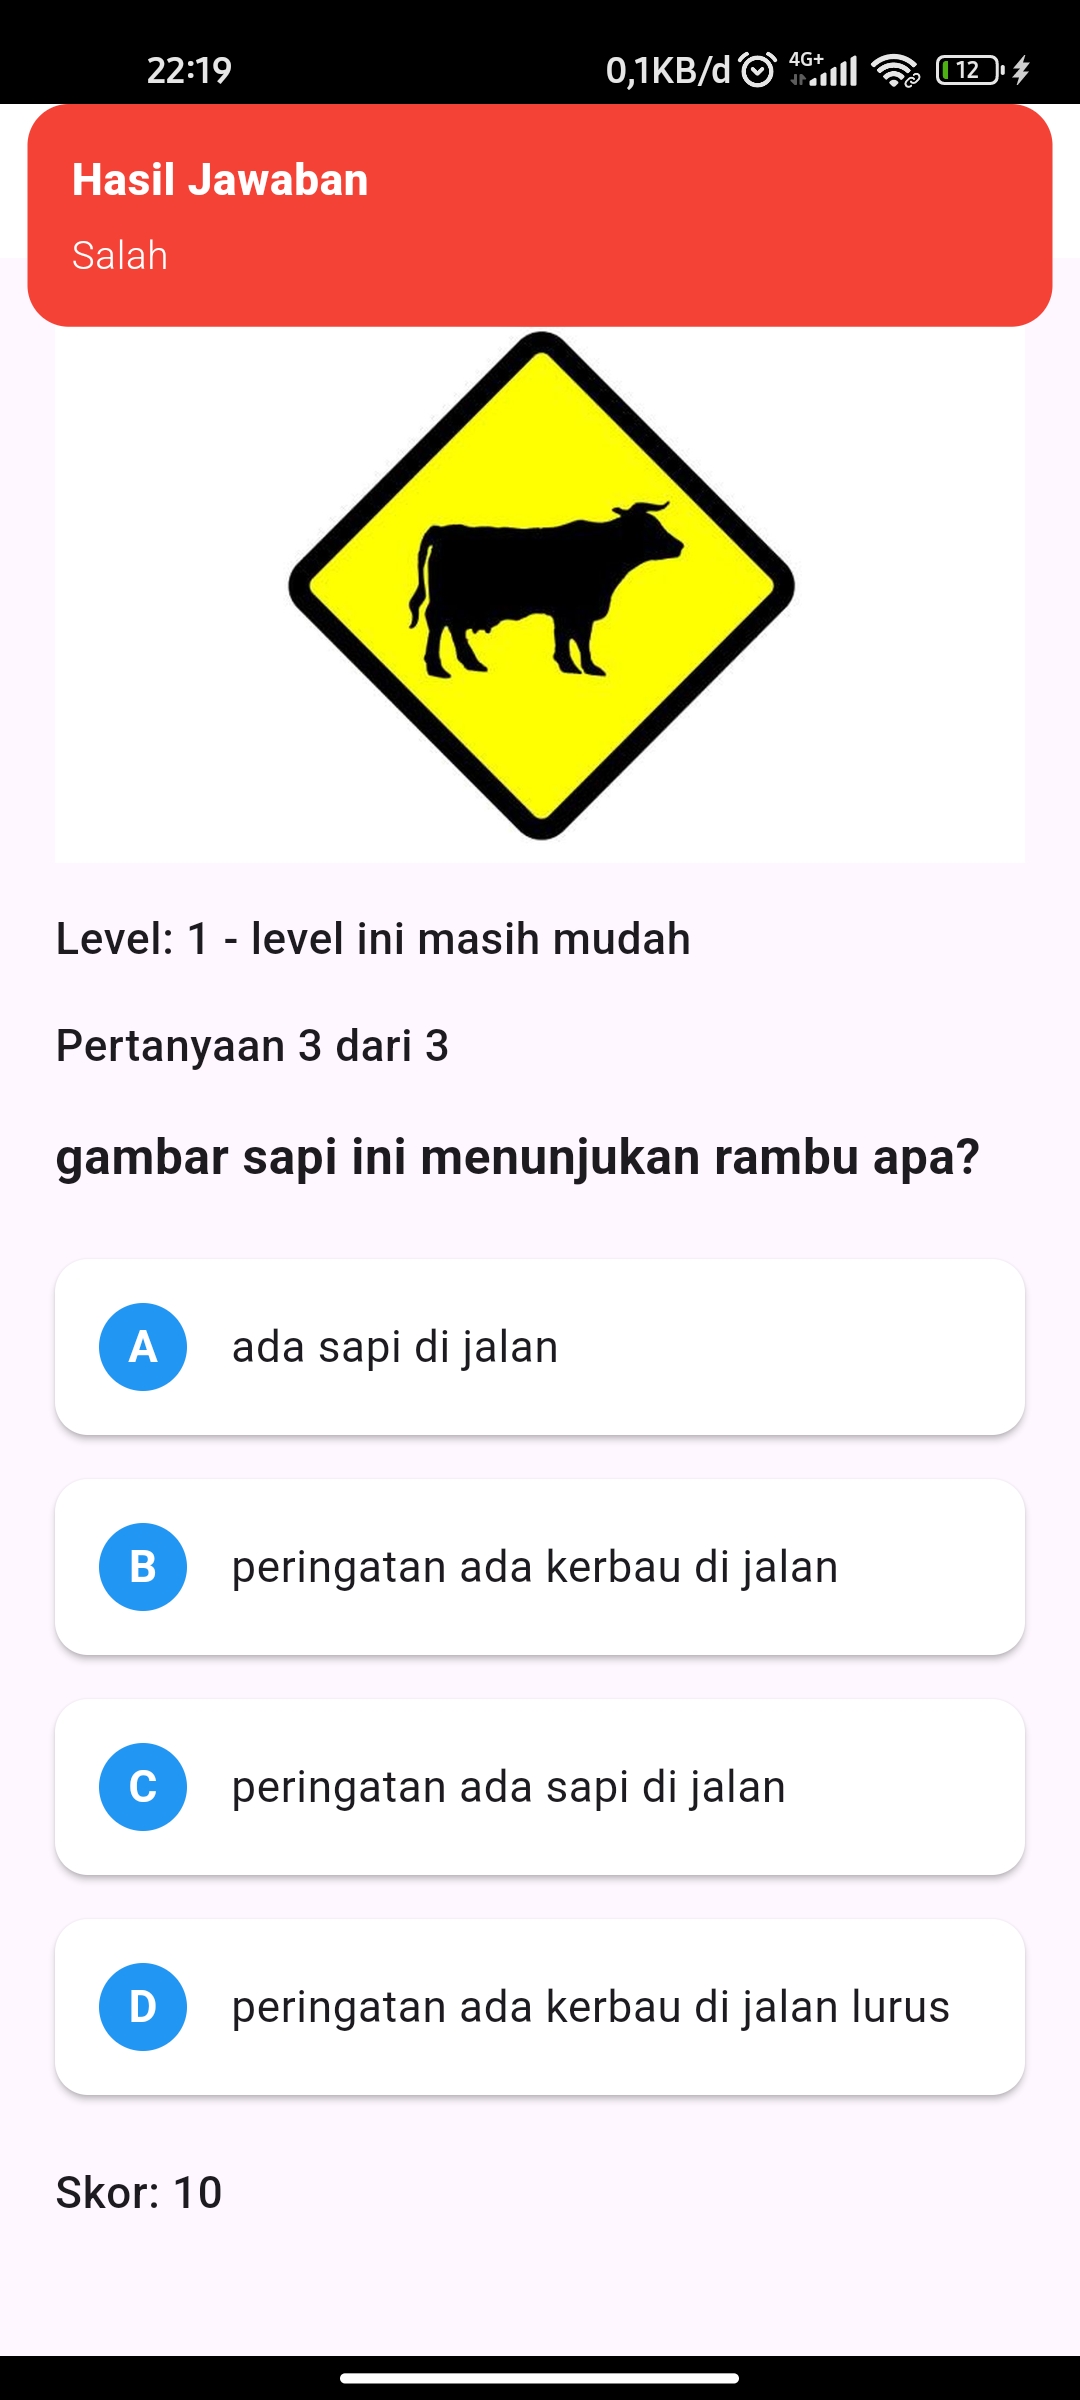 22:19
0,1KB/d
4G+
12
Hasil Jawaban
Salah
Level: 1 - level ini masih mudah
Pertanyaan 3 dari 3
gambar sapi ini menunjukan rambu apa?
A
ada sapi di jalan
B
peringatan ada kerbau di jalan
C
peringatan ada sapi di jalan
D
peringatan ada kerbau di jalan lurus
Skor: 10